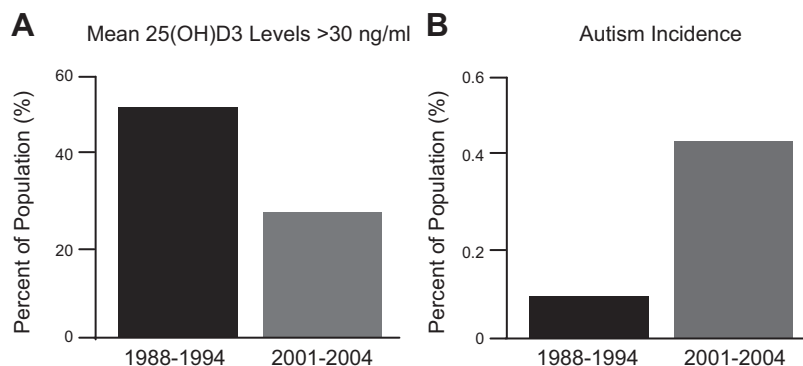 A Mean 25(OH)D3 Levels >30 ng/ml
Percent of Population (%)
60
40
20
0
1988-1994 2001-2004
B Autism Incidence
Percent of Population (%)
0.6
0.4
0.2
0
1988-1994 2001-2004